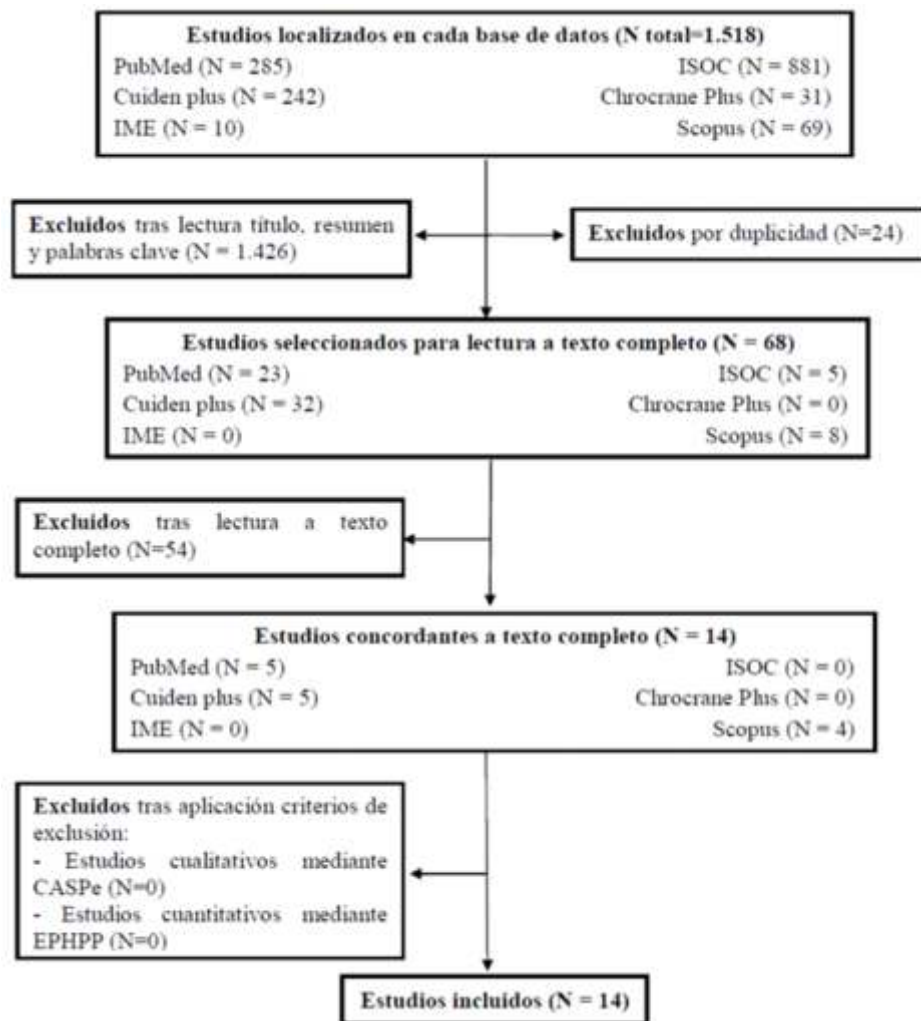 Estudios localizados en cada base de datos (N total=1.518)
PubMed (N = 285) ISOC (N = 881)
Cuiden plus (N = 242) Chrocrane Plus (N = 31)
IME (N = 10) Scopus (N = 69)
Excluidos tras lectura título, resumen
y palabras clave (N = 1.426)
Excluidos por duplicidad (N=24)
Estudios seleccionados para lectura a texto completo (N = 68)
PubMed (N = 23) ISOC (N = 5)
Cuiden plus (N = 32) Chrocrane Plus (N = 0)
IME (N = 0) Scopus (N = 8)
Excluidos tras lectura a texto
completo (N=54)
Estudios concordantes a texto completo (N = 14)
PubMed (N = 5) ISOC (N = 0)
Cuiden plus (N = 5) Chrocrane Plus (N = 0)
IME (N = 0) Scopus (N = 4)
Excluidos tras aplicación criterios de
exclusión:
- Estudios cualitativos mediante
CASPe (N=0)
- Estudios cuantitativos mediante
EPHPP (N=0)
Estudios incluidos (N = 14)